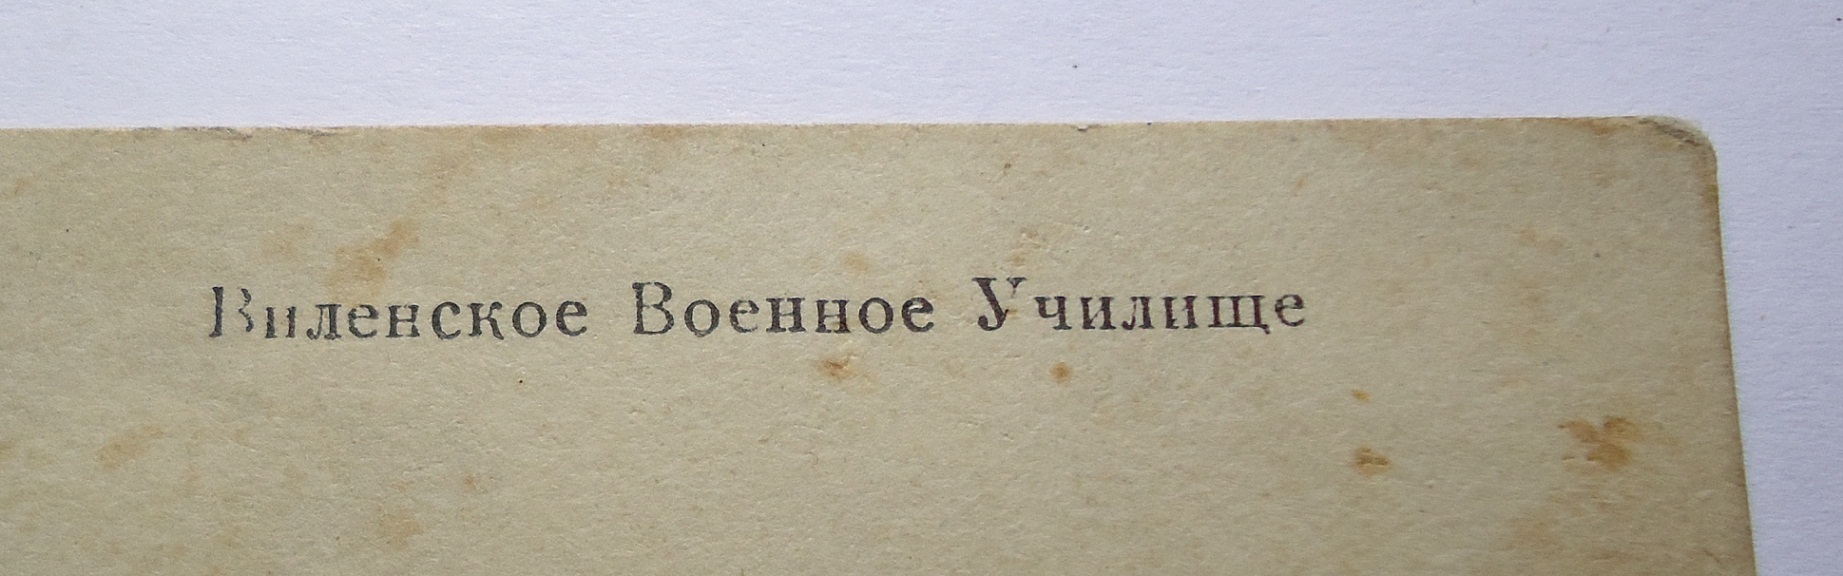 Виленское Военное Училище